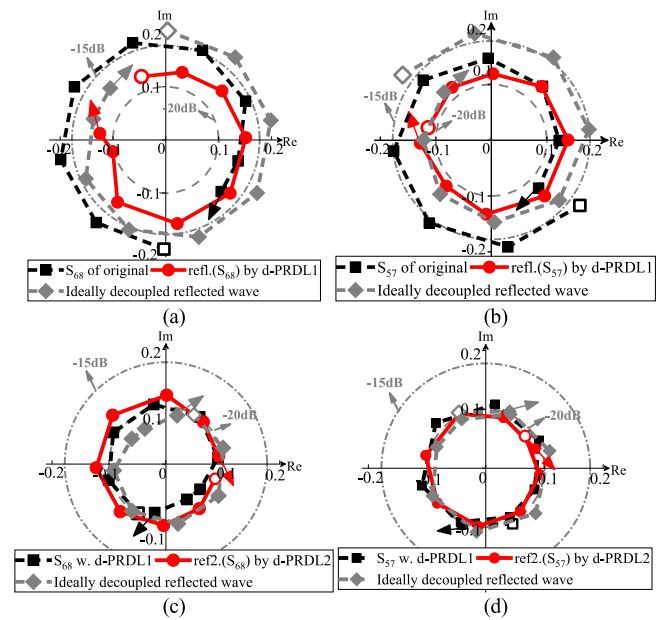 Im
0.2
-15dB
0.1
-20dB
-0.2
-0.1
0
0.1
0.2
Re
-0.1
-0.2
S68 of original
refl.(S68) by d-PRDL1
Ideally decoupled reflected wave
(a)
Im
0.2
0.1
-15dB
-20dB
-0.2
-0.1
0
0.1
0.2
Re
-0.1
-0.2
S57 of original
refl.(S57) by d-PRDL1
Ideally decoupled reflected wave
(b)
Im
0.2
-15dB
0.1
-20dB
-0.2
-0.1
0
0.1
0.2
Re
-0.1
S68 w. d-PRDL1
ref2.(S68) by d-PRDL2
Ideally decoupled reflected wave
(c)
Im
0.2
-15dB
0.1
-20dB
-0.2
-0.1
0
0.1
0.2
Re
-0.1
S57 w. d-PRDL1
ref2.(S57) by d-PRDL2
Ideally decoupled reflected wave
(d)